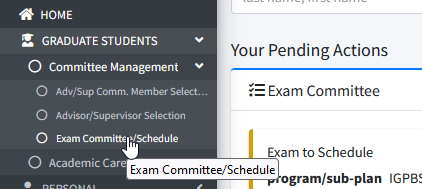 HOME
GRADUATE STUDENTS
Committee Management
Adv/Sup Comm. Member Select...
Advisor/Supervisor Selection
Exam Committee/Schedule
Academic Care
PERSONAL
last name, first name
Your Pending Actions
Exam Committee
Exam to Schedule
program/sub-plan IGPBS
Exam Committee/Schedule